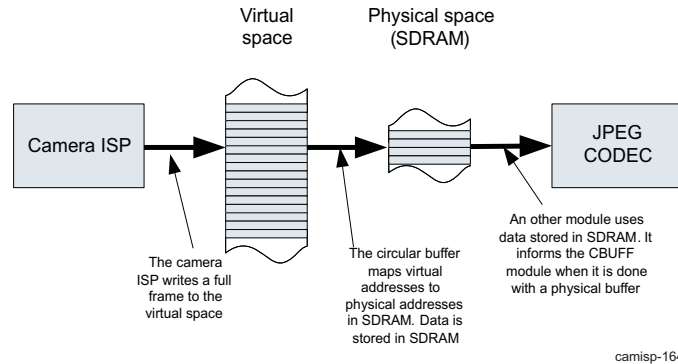 Virtual
space
Physical space
(SDRAM)
Camera ISP
JPEG
CODEC
The camera
ISP writes a full
frame to the
virtual space
The circular buffer
maps virtual
addresses to
physical addresses
in SDRAM. Data is
stored in SDRAM
An other module uses
data stored in SDRAM. It
informs the CBUFF
module when it is done
with a physical buffer
camisp-164